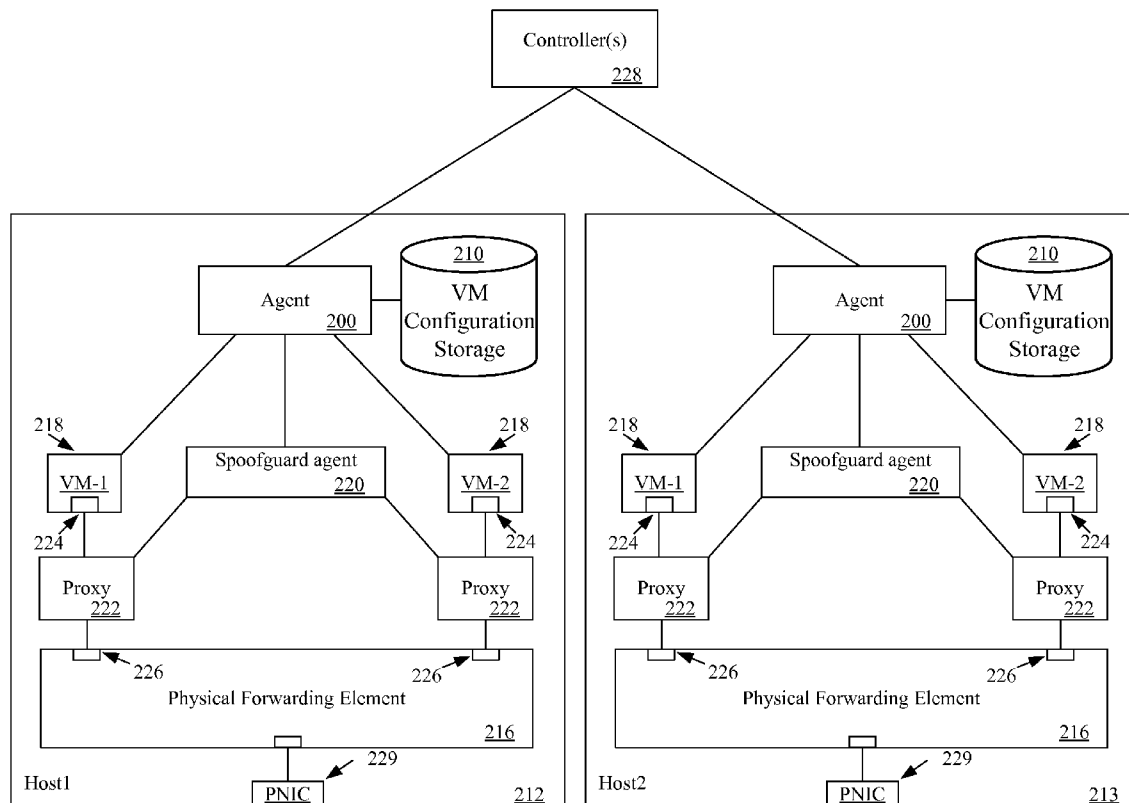 Controller(s)
228
210
VM
Configuration
Storage
Agent
200
218
VM-1
Spoofguard agent
220
218
VM-2
224
224
Proxy
222
Proxy
222
226
226
Physical Forwarding Element
216
229
Host1
PNIC
212
210
VM
Configuration
Storage
Agent
200
218
VM-1
Spoofguard agent
220
218
VM-2
224
224
Proxy
222
Proxy
222
226
226
Physical Forwarding Element
216
229
Host2
PNIC
213